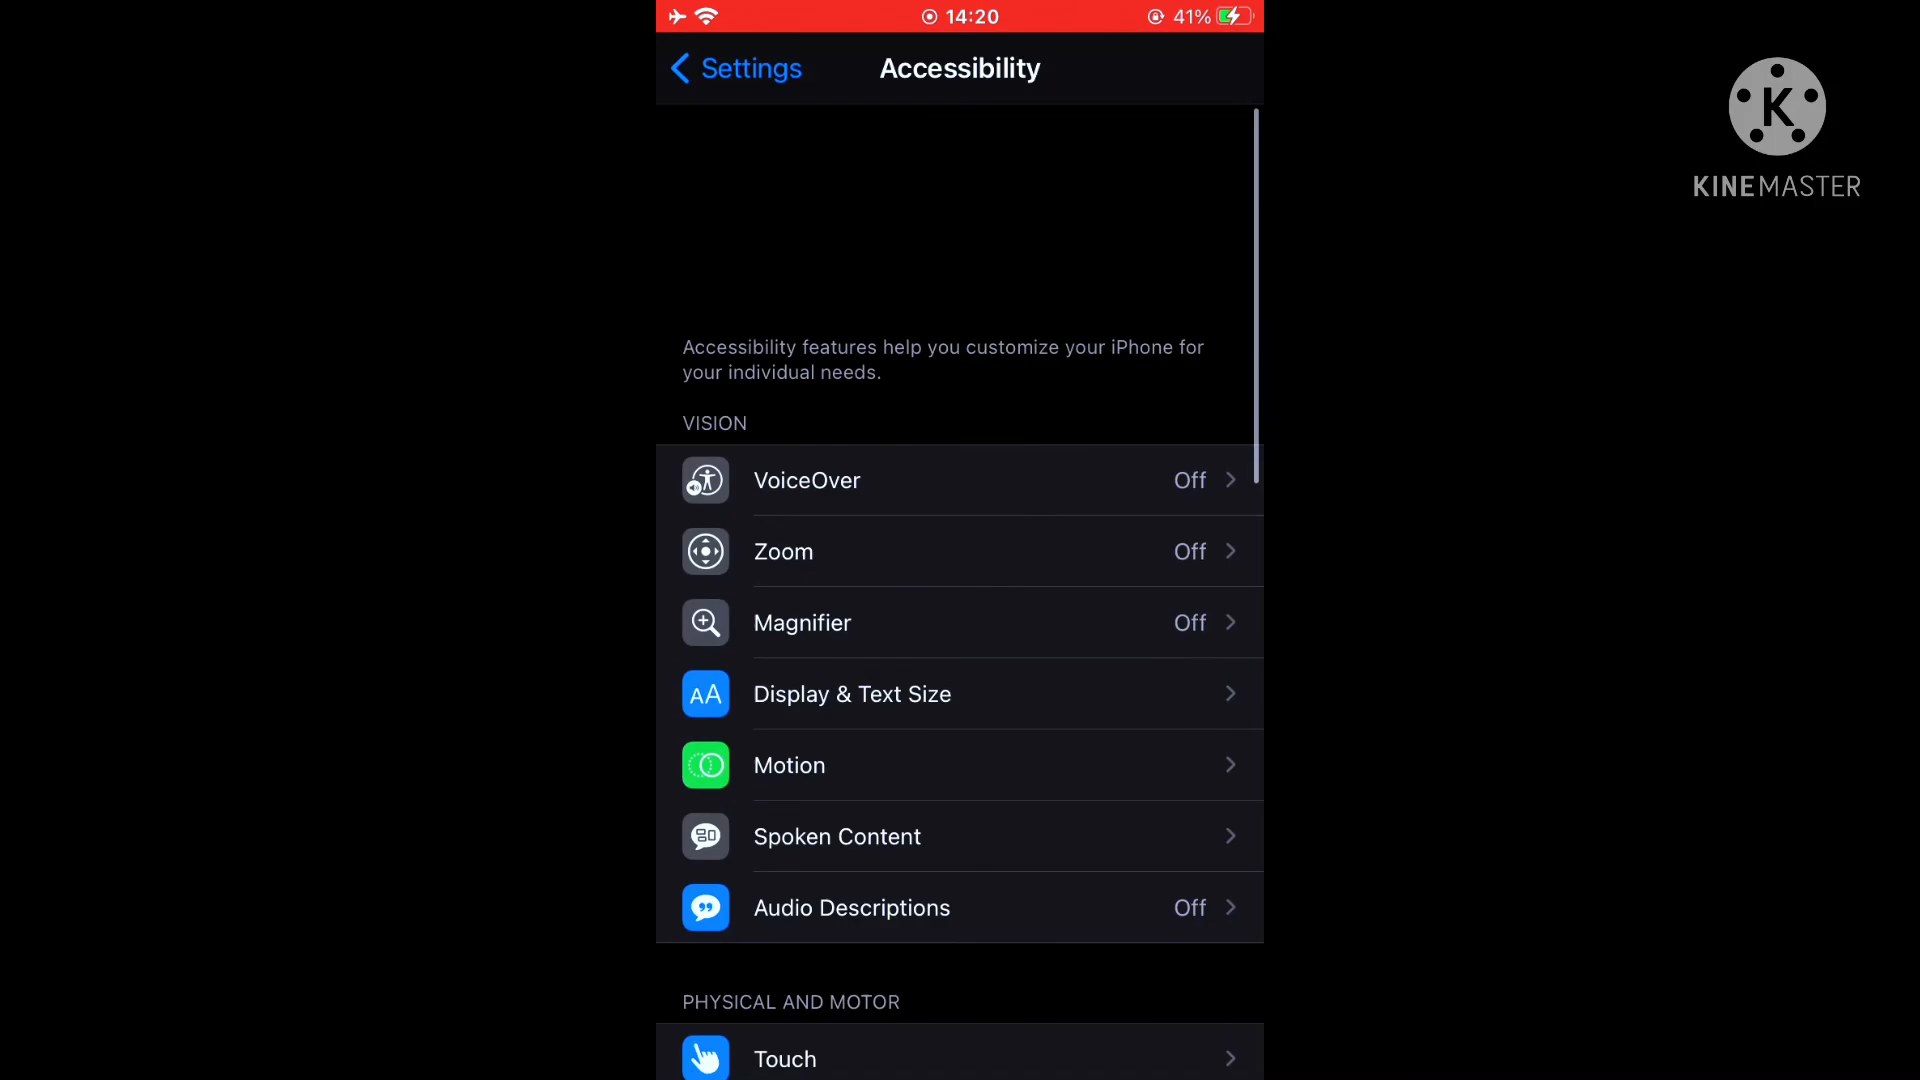 14:20
41%
Settings
Accessibility
K
KINEMASTER
Accessibility features help you customize your iPhone for
your individual needs.
VISION
VoiceOver Off
Zoom Off
Magnifier Off
AA Display & Text Size
Motion
Spoken Content
Audio Descriptions Off
PHYSICAL AND MOTOR
Touch